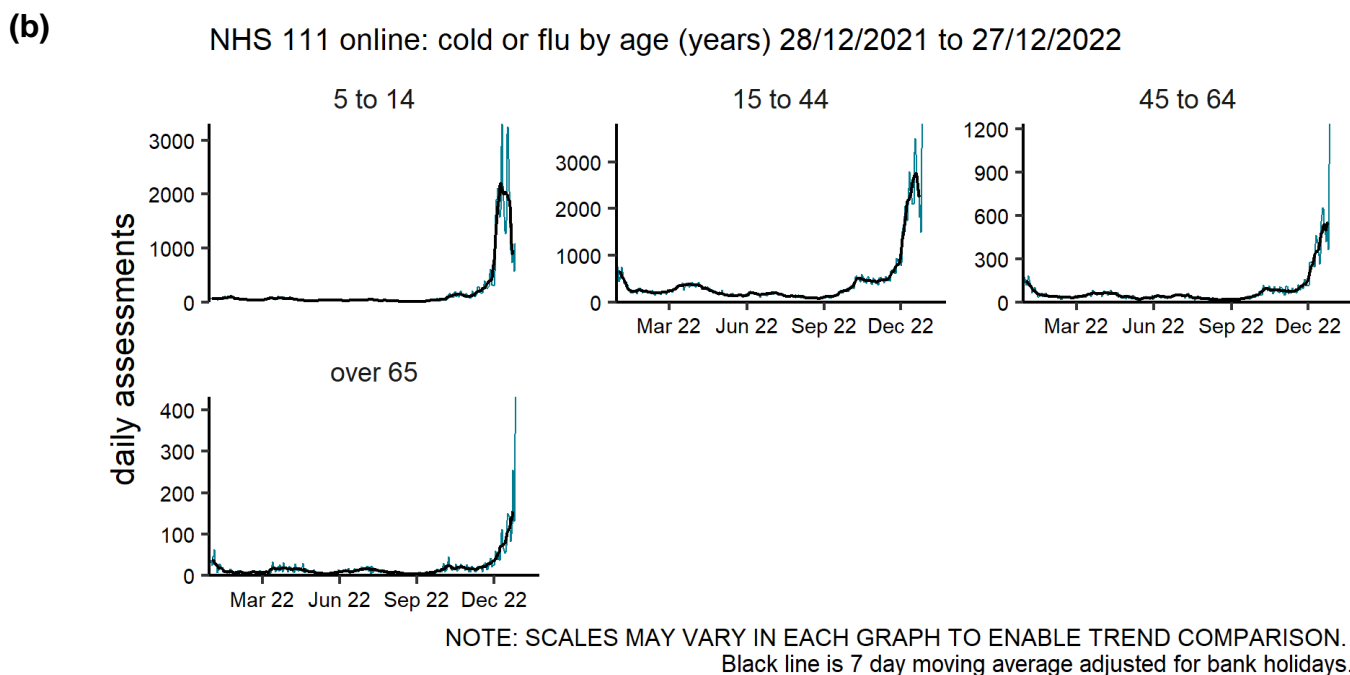 (b)
NHS 111 online: cold or flu by age (years) 28/12/2021 to 27/12/2022
daily assessments
5 to 14
3000
2000
1000
0
15 to 44
3000
2000
1000
0
Mar 22 Jun 22 Sep 22 Dec 22
45 to 64
1200
900
600
300
0
Mar 22 Jun 22 Sep 22 Dec 22
over 65
400
300
200
100
0
Mar 22 Jun 22 Sep 22 Dec 22
NOTE: SCALES MAY VARY IN EACH GRAPH TO ENABLE TREND COMPARISON.
Black line is 7 day moving average adjusted for bank holidays.